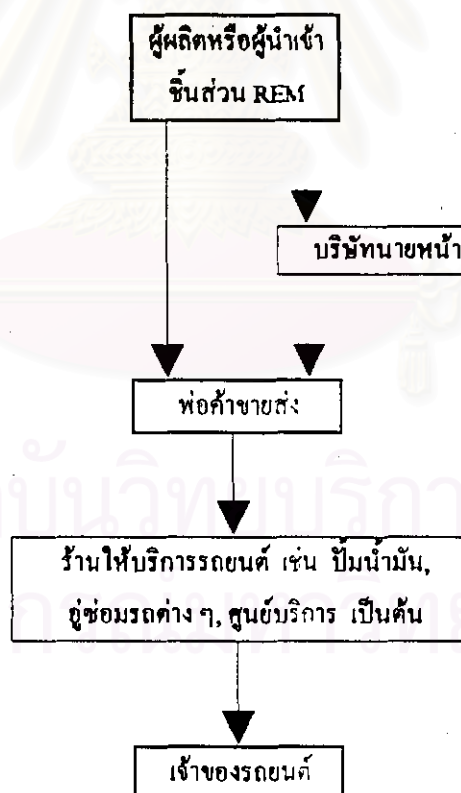 ผู้ผลิตหรือผู้นำเข้า
ชิ้นส่วน REM
บริษัทนายหน้า
พ่อค้าขายส่ง
ร้านให้บริการรถยนต์ เช่น ปั้มน้ำมัน,
อู่ซ่อมรถต่าง ๆ, ศูนย์บริการ เป็นต้น
เจ้าของรถยนต์